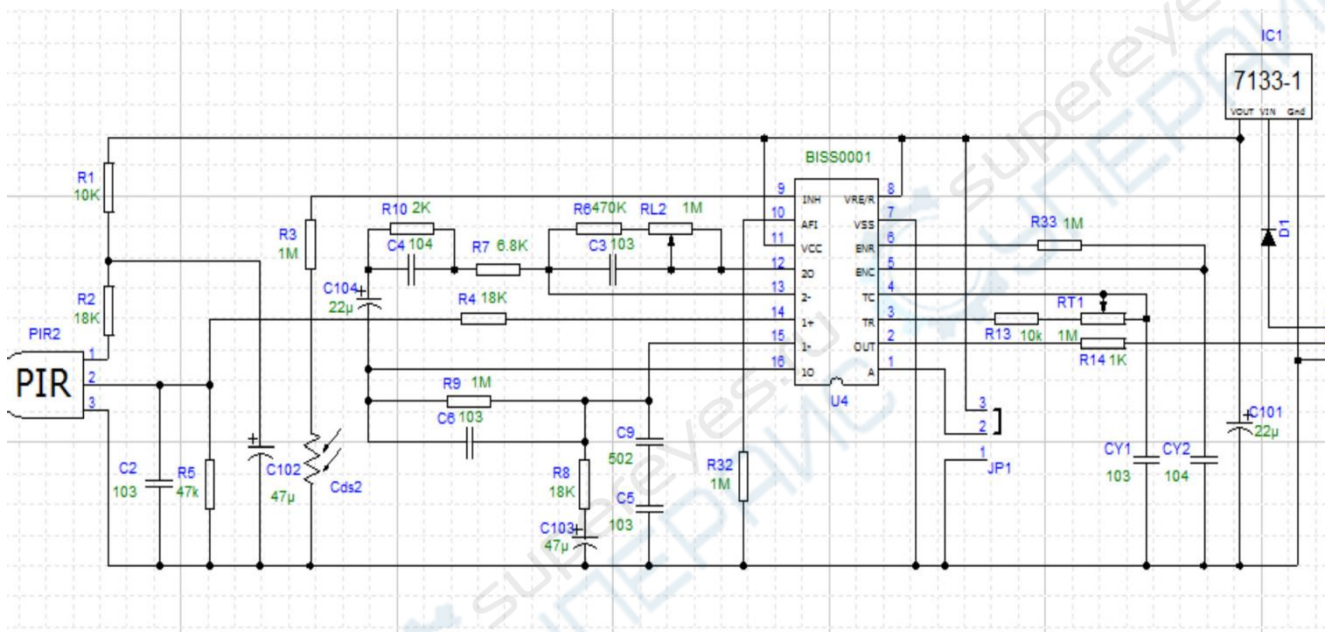 IC1
7133-1
VOUT VIN Gnd
D1
BISS0001
R1
10K
R2
18K
PIR2
PIR
1
2
3
C2
103
R5
47k
C102
47μ
R3
1M
Cds2
R10 2K
C4 104
C104
22μ
R7 6.8K
R6 470K
RL2 1M
C3 103
R4 18K
R9 1M
C6 103
R8
18K
C103
47μ
C9
502
C5
103
R32
1M
9 1NH VRE/R 8
10 AFI VSS 7
11 VCC ENR 6
12 2O ENC 5
13 2- TC 4
14 1+ TR 3
15 1- OUT 2
16 1O A 1
U4
R33 1M
R13 10k
RT1
1M
R14 1K
3
2
1
JP1
CY1
103
CY2
104
C101
22μ
supereyes.ru
СУПЕРАЙС